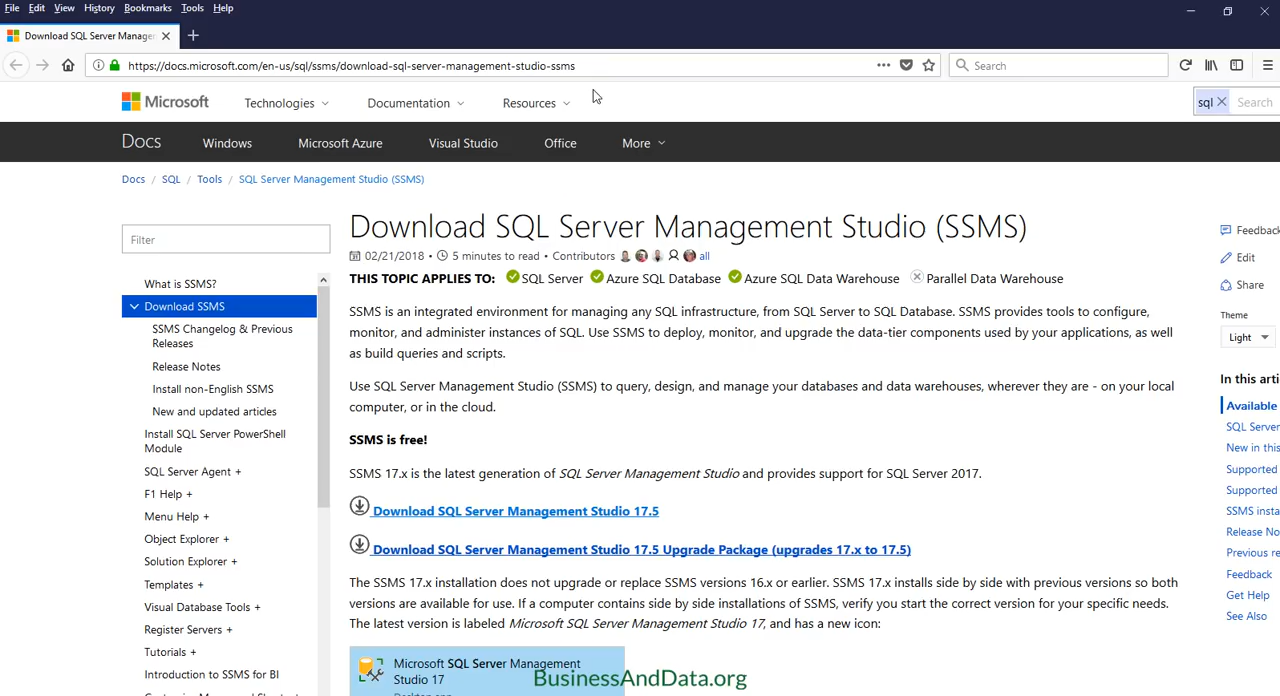 File Edit View History Bookmarks Tools Help
Download SQL Server Manager
https://docs.microsoft.com/en-us/sql/ssms/download-sql-server-management-studio-ssms
Search
Microsoft Technologies Documentation Resources
sql Search
Docs Windows Microsoft Azure Visual Studio Office More
Docs / SQL / Tools / SQL Server Management Studio (SSMS)
Filter
What is SSMS?
Download SSMS
SSMS Changelog & Previous
Releases
Release Notes
Install non-English SSMS
New and updated articles
Install SQL Server PowerShell
Module
SQL Server Agent +
F1 Help +
Menu Help +
Object Explorer +
Solution Explorer +
Templates +
Visual Database Tools +
Register Servers +
Tutorials +
Introduction to SSMS for BI
Download SQL Server Management Studio (SSMS)
02/21/2018 • 5 minutes to read • Contributors all
THIS TOPIC APPLIES TO: SQL Server Azure SQL Database Azure SQL Data Warehouse Parallel Data Warehouse
SSMS is an integrated environment for managing any SQL infrastructure, from SQL Server to SQL Database. SSMS provides tools to configure,
monitor, and administer instances of SQL. Use SSMS to deploy, monitor, and upgrade the data-tier components used by your applications, as well
as build queries and scripts.
Use SQL Server Management Studio (SSMS) to query, design, and manage your databases and data warehouses, wherever they are - on your local
computer, or in the cloud.
SSMS is free!
SSMS 17.x is the latest generation of SQL Server Management Studio and provides support for SQL Server 2017.
Download SQL Server Management Studio 17.5
Download SQL Server Management Studio 17.5 Upgrade Package (upgrades 17.x to 17.5)
The SSMS 17.x installation does not upgrade or replace SSMS versions 16.x or earlier. SSMS 17.x installs side by side with previous versions so both
versions are available for use. If a computer contains side by side installations of SSMS, verify you start the correct version for your specific needs.
The latest version is labeled Microsoft SQL Server Management Studio 17, and has a new icon:
Microsoft SQL Server Management
Studio 17
BusinessAndData.org
Feedback
Edit
Share
Theme
Light
In this arti
Available
SQL Server
New in this
Supported
Supported
SSMS insta
Release No
Previous re
Feedback
Get Help
See Also